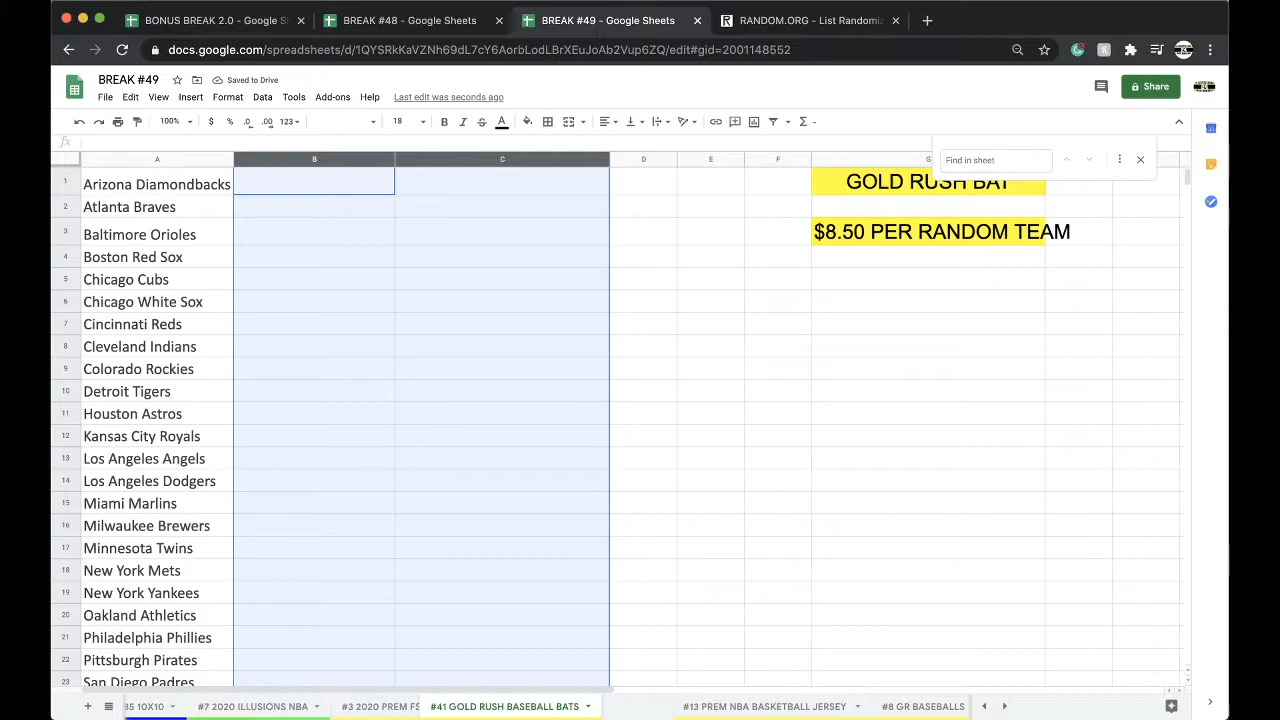 BONUS BREAK 2.0 - Google S
BREAK #48 - Google Sheets
BREAK #49 - Google Sheets
RANDOM.ORG - List Randomiz
docs.google.com/spreadsheets/d/1QYSRkKaVZNh69dL7cY6AorbLodLBrXEuJoAb2Vup6ZQ/edit#gid=2001148552
BREAK #49
Saved to Drive
File Edit View Insert Format Data Tools Add-ons Help Last edit was seconds ago
Share
100% $ % .0 .00 123 18 B I S A
fx
Find in sheet
A B C D E F G
1 Arizona Diamondbacks GOLD RUSH BAT
2 Atlanta Braves
3 Baltimore Orioles $8.50 PER RANDOM TEAM
4 Boston Red Sox
5 Chicago Cubs
6 Chicago White Sox
7 Cincinnati Reds
8 Cleveland Indians
9 Colorado Rockies
10 Detroit Tigers
11 Houston Astros
12 Kansas City Royals
13 Los Angeles Angels
14 Los Angeles Dodgers
15 Miami Marlins
16 Milwaukee Brewers
17 Minnesota Twins
18 New York Mets
19 New York Yankees
20 Oakland Athletics
21 Philadelphia Phillies
22 Pittsburgh Pirates
23 San Diego Padres
35 10X10 #7 2020 ILLUSIONS NBA #3 2020 PREM FS #41 GOLD RUSH BASEBALL BATS #13 PREM NBA BASKETBALL JERSEY #8 GR BASEBALLS